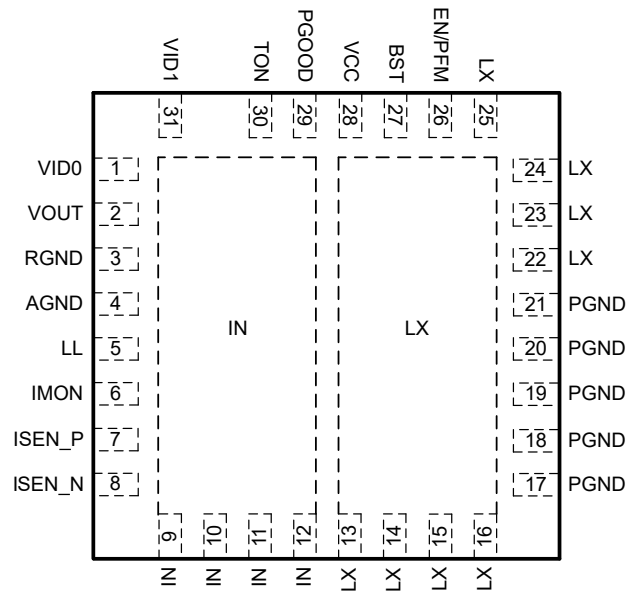 VID1 TON PGOOD VCC BST EN/PFM LX
31 30 29 28 27 26 25
VID0 1
VOUT 2
RGND 3
AGND 4
LL 5
IMON 6
ISEN_P 7
ISEN_N 8
IN
LX
24 LX
23 LX
22 LX
21 PGND
20 PGND
19 PGND
18 PGND
17 PGND
9 10 11 12 13 14 15 16
IN IN IN IN LX LX LX LX